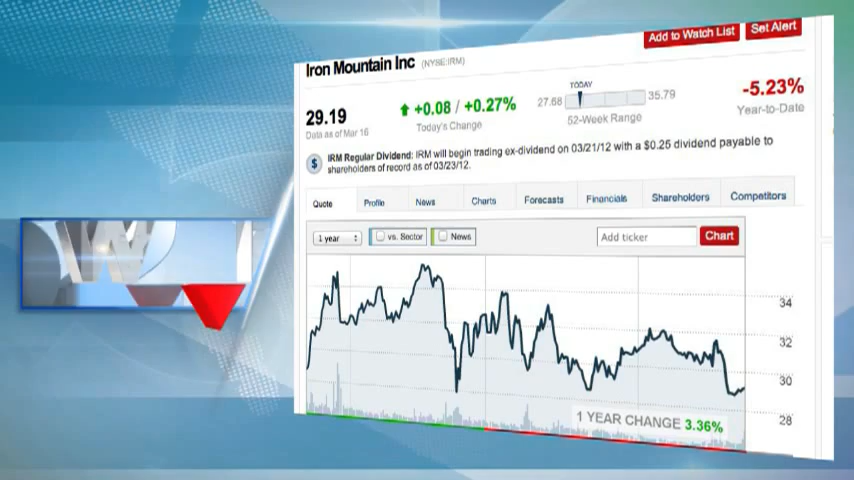 Add to Watch List
Set Alert
Iron Mountain Inc (NYSE:IRM)
29.19
Data as of Mar 16
+0.08 / +0.27%
Today's Change
TODAY
27.68
35.79
52-Week Range
-5.23%
Year-to-Date
$
IRM Regular Dividend: IRM will begin trading ex-dividend on 03/21/12 with a $0.25 dividend payable to
shareholders of record as of 03/23/12.
Quote Profile News Charts Forecasts Financials Shareholders Competitors
1 year vs. Sector News Add ticker Chart
34
32
30
28
1 YEAR CHANGE 3.36%